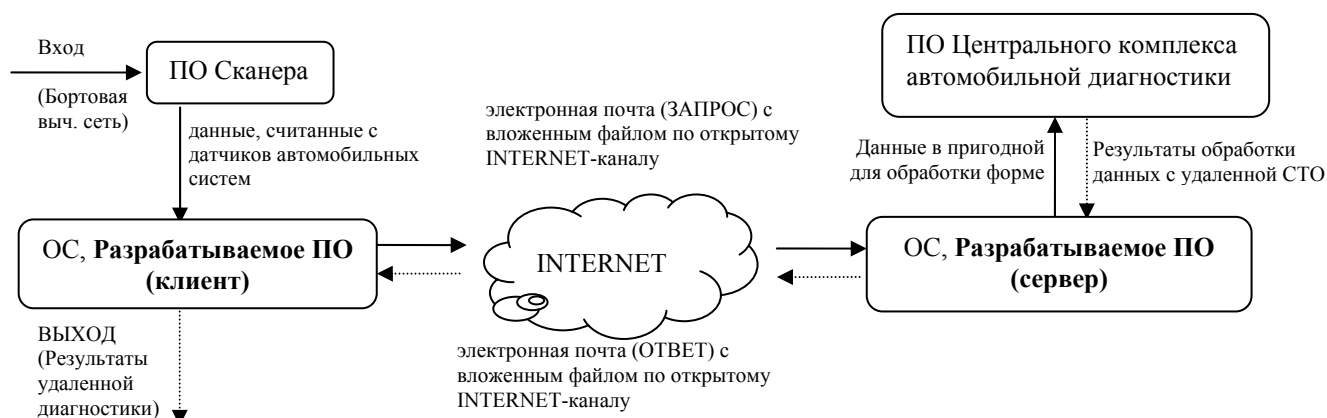 Вход
(Бортовая
выч. сеть)
ПО Сканера
данные, считанные с
датчиков автомобильных
систем
ОС, Разрабатываемое ПО
(клиент)
ВЫХОД
(Результаты
удаленной
диагностики)
электронная почта (ЗАПРОС) с
вложенным файлом по открытому
INTERNET-каналу
INTERNET
электронная почта (ОТВЕТ) с
вложенным файлом по открытому
INTERNET-каналу
ПО Центрального комплекса
автомобильной диагностики
Данные в пригодной
для обработки форме
Результаты обработки
данных с удаленной СТО
ОС, Разрабатываемое ПО
(сервер)